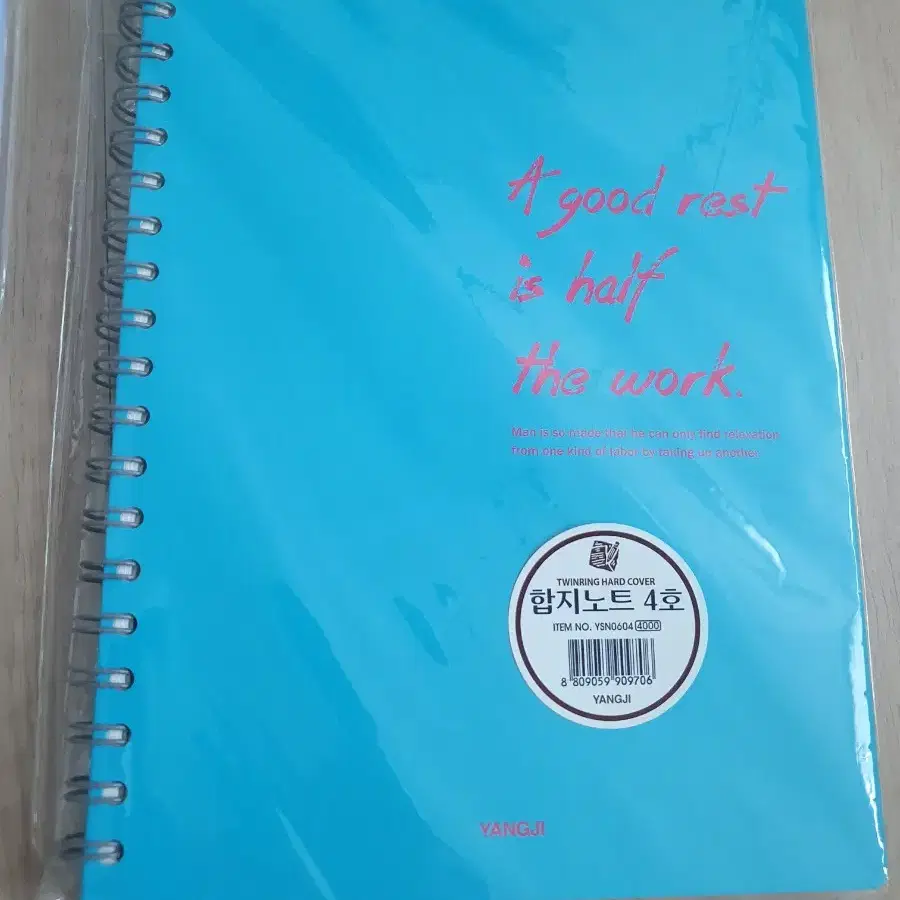 A good rest
is half
the work.
Man is so made that he can only find relaxation
from one kind of labor by taking up another.
TWINRING HARD COVER
합지노트 4호
ITEM NO. YSN0604 4000
8 809059 909706
YANGJI
YANGJI